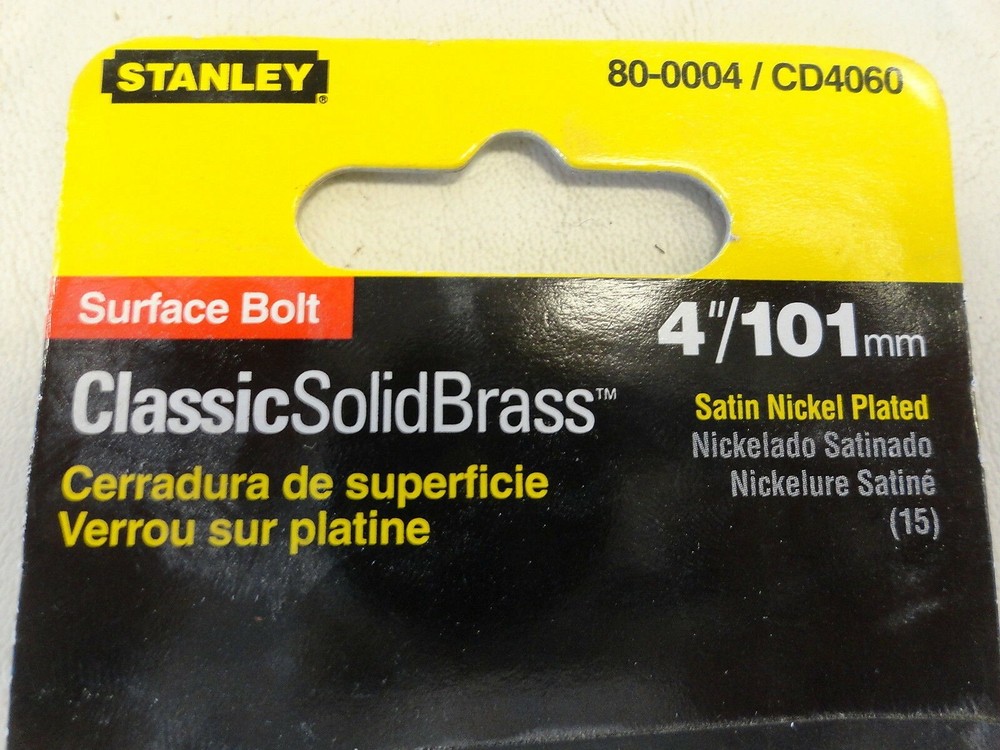 STANLEY®
80-0004 / CD4060
Surface Bolt
4"/101mm
ClassicSolidBrass™
Satin Nickel Plated
Nickelado Satinado
Nickelure Satiné
(15)
Cerradura de superficie
Verrou sur platine